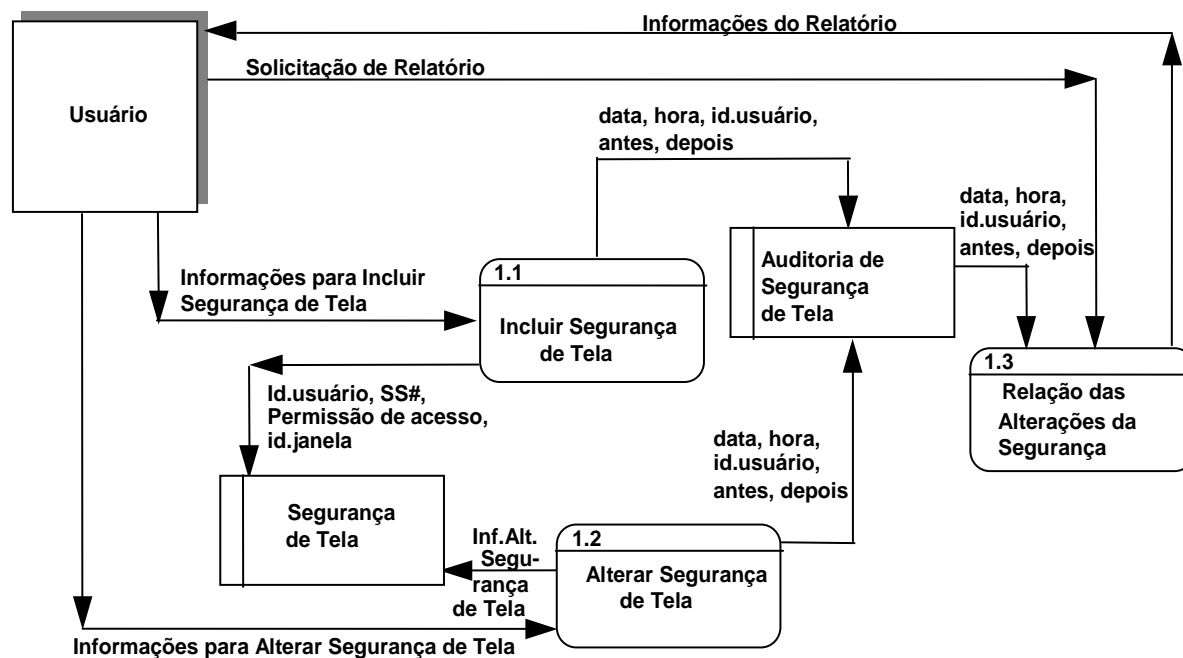 Informações do Relatório
Solicitação de Relatório
Usuário
data, hora, id.usuário,
antes, depois
data, hora,
id.usuário,
antes, depois
Informações para Incluir
Segurança de Tela
1.1
Incluir Segurança
de Tela
Auditoria de
Segurança
de Tela
1.3
Relação das
Alterações da
Segurança
Id.usuário, SS#,
Permissão de acesso,
id.janela
data, hora,
id.usuário,
antes, depois
Segurança
de Tela
Inf.Alt.
Segu-
rança
de Tela
1.2
Alterar Segurança
de Tela
Informações para Alterar Segurança de Tela